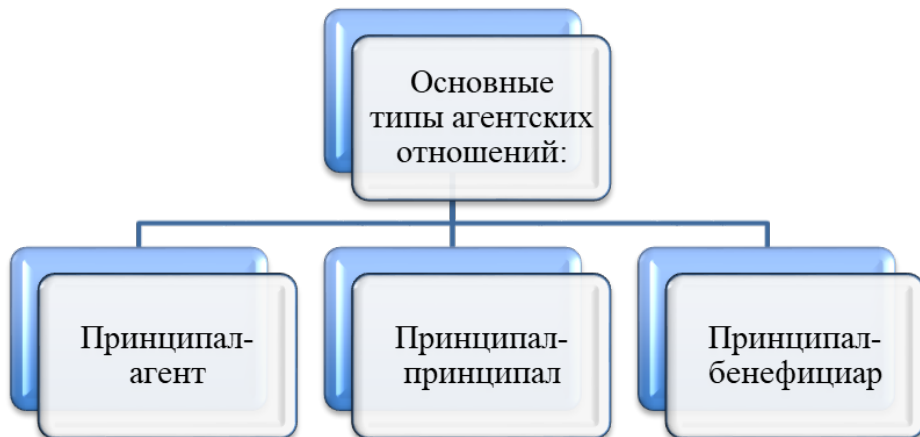 Основные
типы агентских
отношений:
Принципал-
агент
Принципал-
принципал
Принципал-
бенефициар